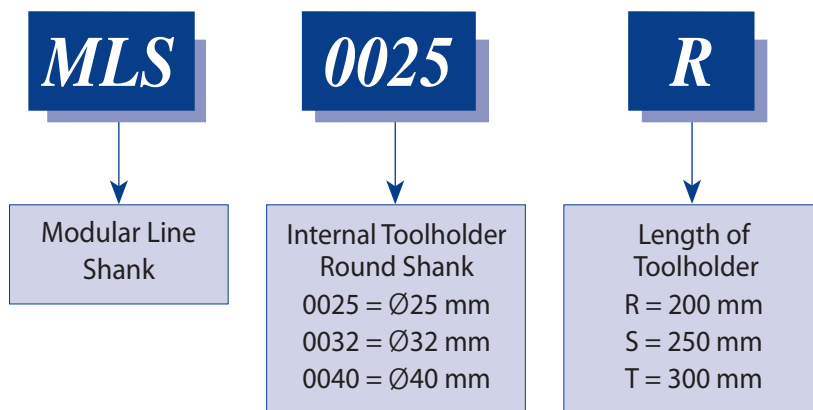 MLS
0025
R
Modular Line
Shank
Internal Toolholder
Round Shank
0025 = Ø25 mm
0032 = Ø32 mm
0040 = Ø40 mm
Length of
Toolholder
R = 200 mm
S = 250 mm
T = 300 mm